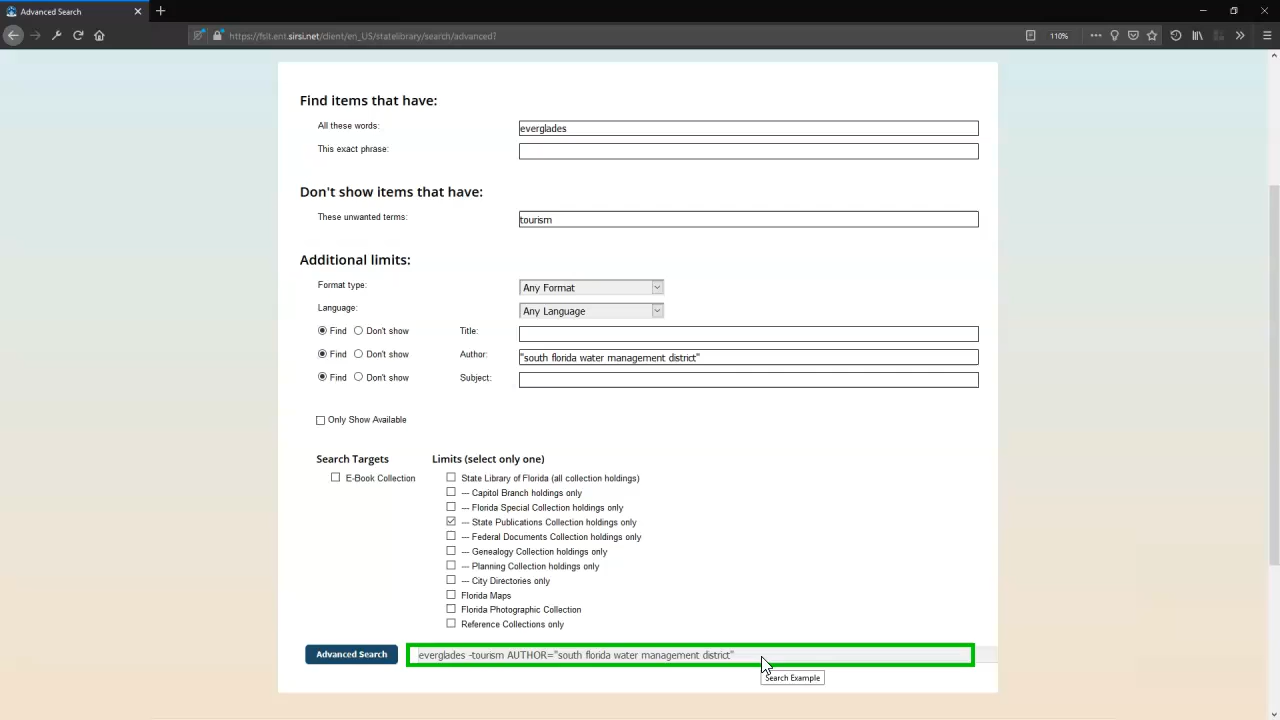 Advanced Search
https://fslt.ent.sirsi.net/client/en_US/statelibrary/search/advanced?
110%
Find items that have:
All these words: everglades
This exact phrase:
Don't show items that have:
These unwanted terms: tourism
Additional limits:
Format type: Any Format
Language: Any Language
Find Don't show Title:
Find Don't show Author: "south florida water management district"
Find Don't show Subject:
Only Show Available
Search Targets Limits (select only one)
E-Book Collection State Library of Florida (all collection holdings)
--- Capitol Branch holdings only
--- Florida Special Collection holdings only
--- State Publications Collection holdings only
--- Federal Documents Collection holdings only
--- Genealogy Collection holdings only
--- Planning Collection holdings only
--- City Directories only
Florida Maps
Florida Photographic Collection
Reference Collections only
Advanced Search everglades -tourism AUTHOR="south florida water management district"
Search Example